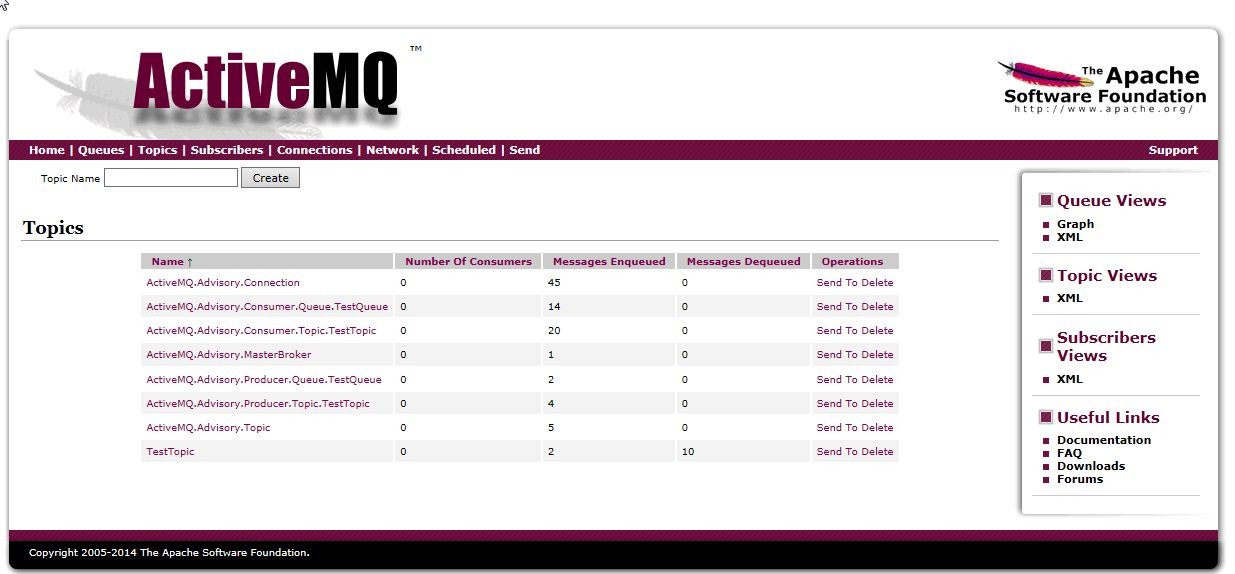 ActiveMQ ™
The Apache
Software Foundation
http://www.apache.org/
Home | Queues | Topics | Subscribers | Connections | Network | Scheduled | Send Support
Topic Name Create
Topics
Name ↑ Number Of Consumers Messages Enqueued Messages Dequeued Operations
ActiveMQ.Advisory.Connection 0 45 0 Send To Delete
ActiveMQ.Advisory.Consumer.Queue.TestQueue 0 14 0 Send To Delete
ActiveMQ.Advisory.Consumer.Topic.TestTopic 0 20 0 Send To Delete
ActiveMQ.Advisory.MasterBroker 0 1 0 Send To Delete
ActiveMQ.Advisory.Producer.Queue.TestQueue 0 2 0 Send To Delete
ActiveMQ.Advisory.Producer.Topic.TestTopic 0 4 0 Send To Delete
ActiveMQ.Advisory.Topic 0 5 0 Send To Delete
TestTopic 0 2 10 Send To Delete
Queue Views
Graph
XML
Topic Views
XML
Subscribers
Views
XML
Useful Links
Documentation
FAQ
Downloads
Forums
Copyright 2005-2014 The Apache Software Foundation.